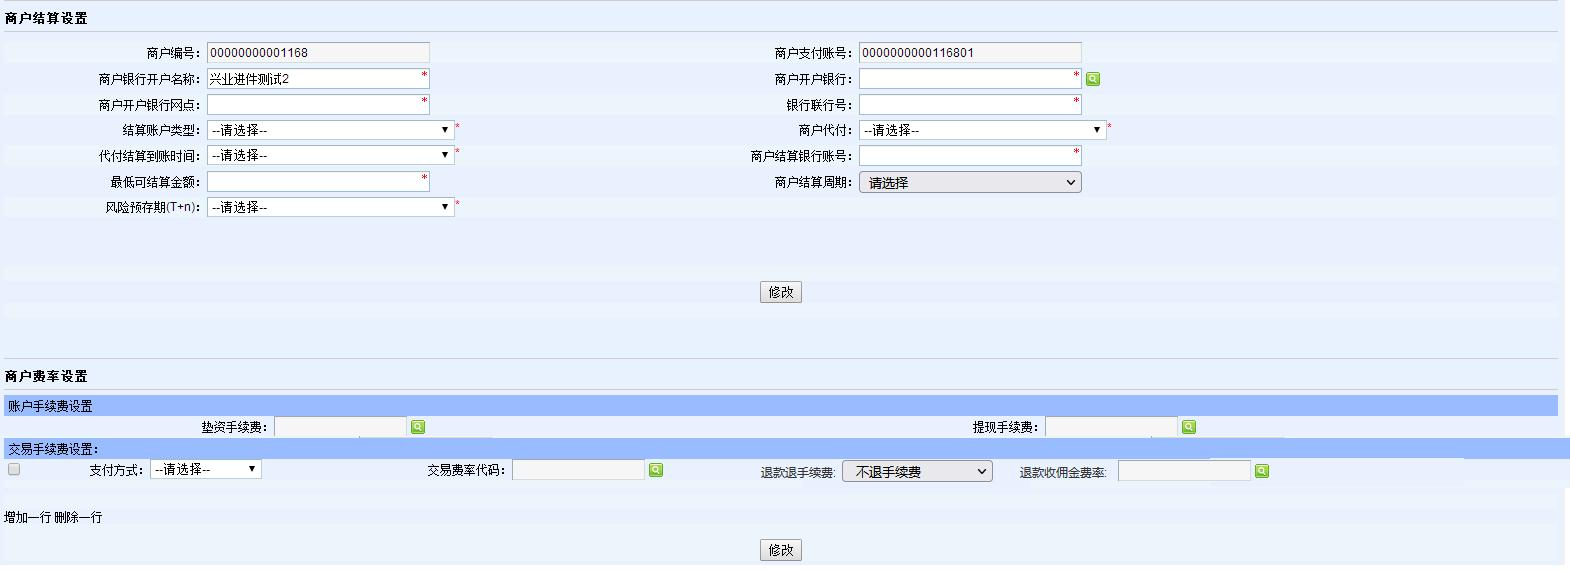 商户结算设置
商户编号: 00000000001168 商户支付账号: 0000000000116801
商户银行开户名称: 兴业进件测试2 * 商户开户银行: *
商户开户银行网点: * 银行联行号: *
结算账户类型: --请选择-- * 商户代付: --请选择-- *
代付结算到账时间: --请选择-- * 商户结算银行账号: *
最低可结算金额: * 商户结算周期: 请选择
风险预存期(T+n): --请选择-- *
修改
商户费率设置
账户手续费设置
垫资手续费: 提现手续费:
交易手续费设置:
支付方式: --请选择-- 交易费率代码: 退款退手续费: 不退手续费 退款收佣金费率:
增加一行 删除一行
修改